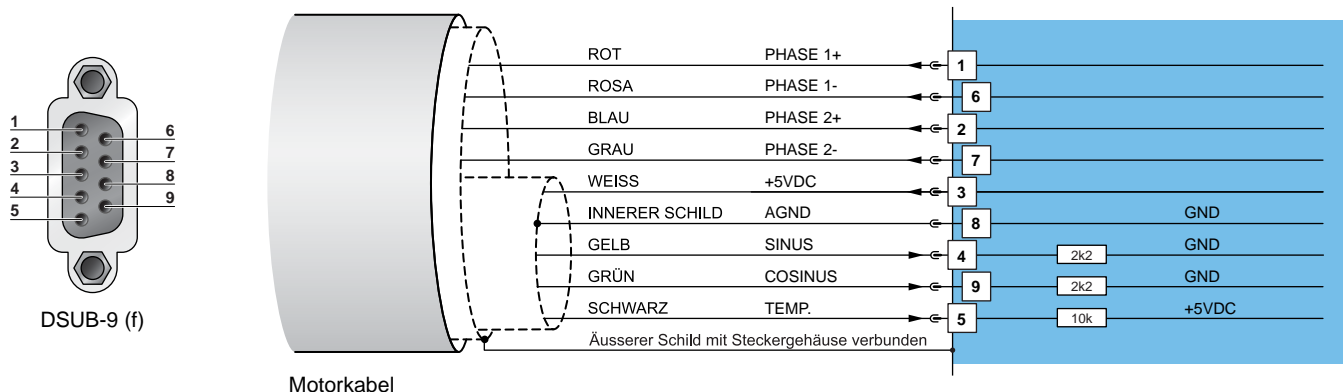 1
2
3
4
5
6
7
8
9
DSUB-9 (f)
Motorkabel
ROT PHASE 1+ 1
ROSA PHASE 1- 6
BLAU PHASE 2+ 2
GRAU PHASE 2- 7
WEISS +5VDC 3
INNERER SCHILD AGND 8 GND
GELB SINUS 4 2k2 GND
GRÜN COSINUS 9 2k2 GND
SCHWARZ TEMP. 5 10k +5VDC
Äusserer Schild mit Steckergehäuse verbunden